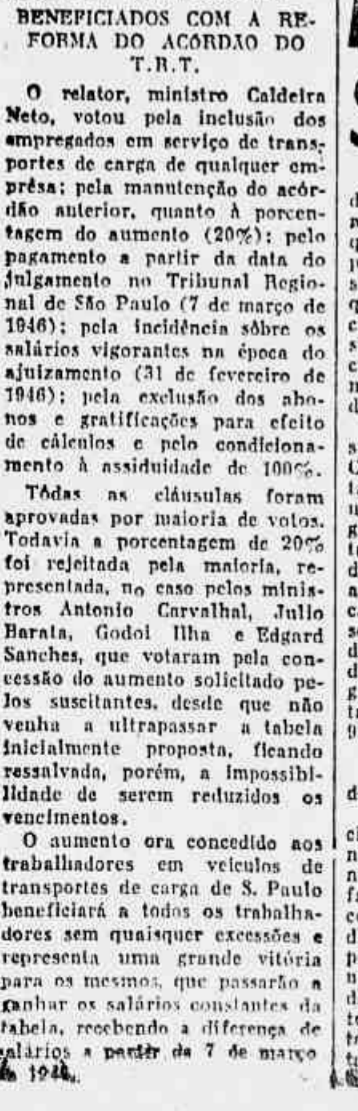 BENEFICIADOS COM A RE-
FORMA DO ACÓRDÃO DO
T.R.T.
O relator, ministro Caldeira
Neto, votou pela inclusão dos
empregados em serviço de trans-
portes de carga de qualquer em-
prêsa; pela manutenção do acór-
dão anterior, quanto à porcen-
tagem do aumento (20%); pelo
pagamento a partir da data do
julgamento no Tribunal Regio-
nal de São Paulo (7 de março de
1946); pela incidência sôbre os
salários vigorantes na época do
ajuizamento (31 de fevereiro de
1946); pela exclusão dos abo-
nos e gratificações para efeito
de cálculos e pelo condiciona-
mento à assiduidade de 100%.
Tôdas as cláusulas foram
aprovadas por maioria de votos.
Todavia a porcentagem de 20%
foi rejeitada pela maioria, re-
presentada, no caso pelos minis-
tros Antonio Carvalhal, Julio
Barata, Godoi Ilha e Edgard
Sanches, que votaram pela con-
cessão do aumento solicitado pe-
los suscitantes, desde que não
venha a ultrapassar a tabela
inicialmente proposta, ficando
ressalvada, porém, a impossibi-
lidade de serem reduzidos os
vencimentos.
O aumento ora concedido aos
trabalhadores em veículos de
transportes de carga de S. Paulo
beneficiará a todos os trabalha-
dores sem quaisquer excessões e
representa uma grande vitória
para os mesmos, que passarão a
ganhar os salários constantes da
tabela, recebendo a diferença de
salários a partir da 7 de março
1946.